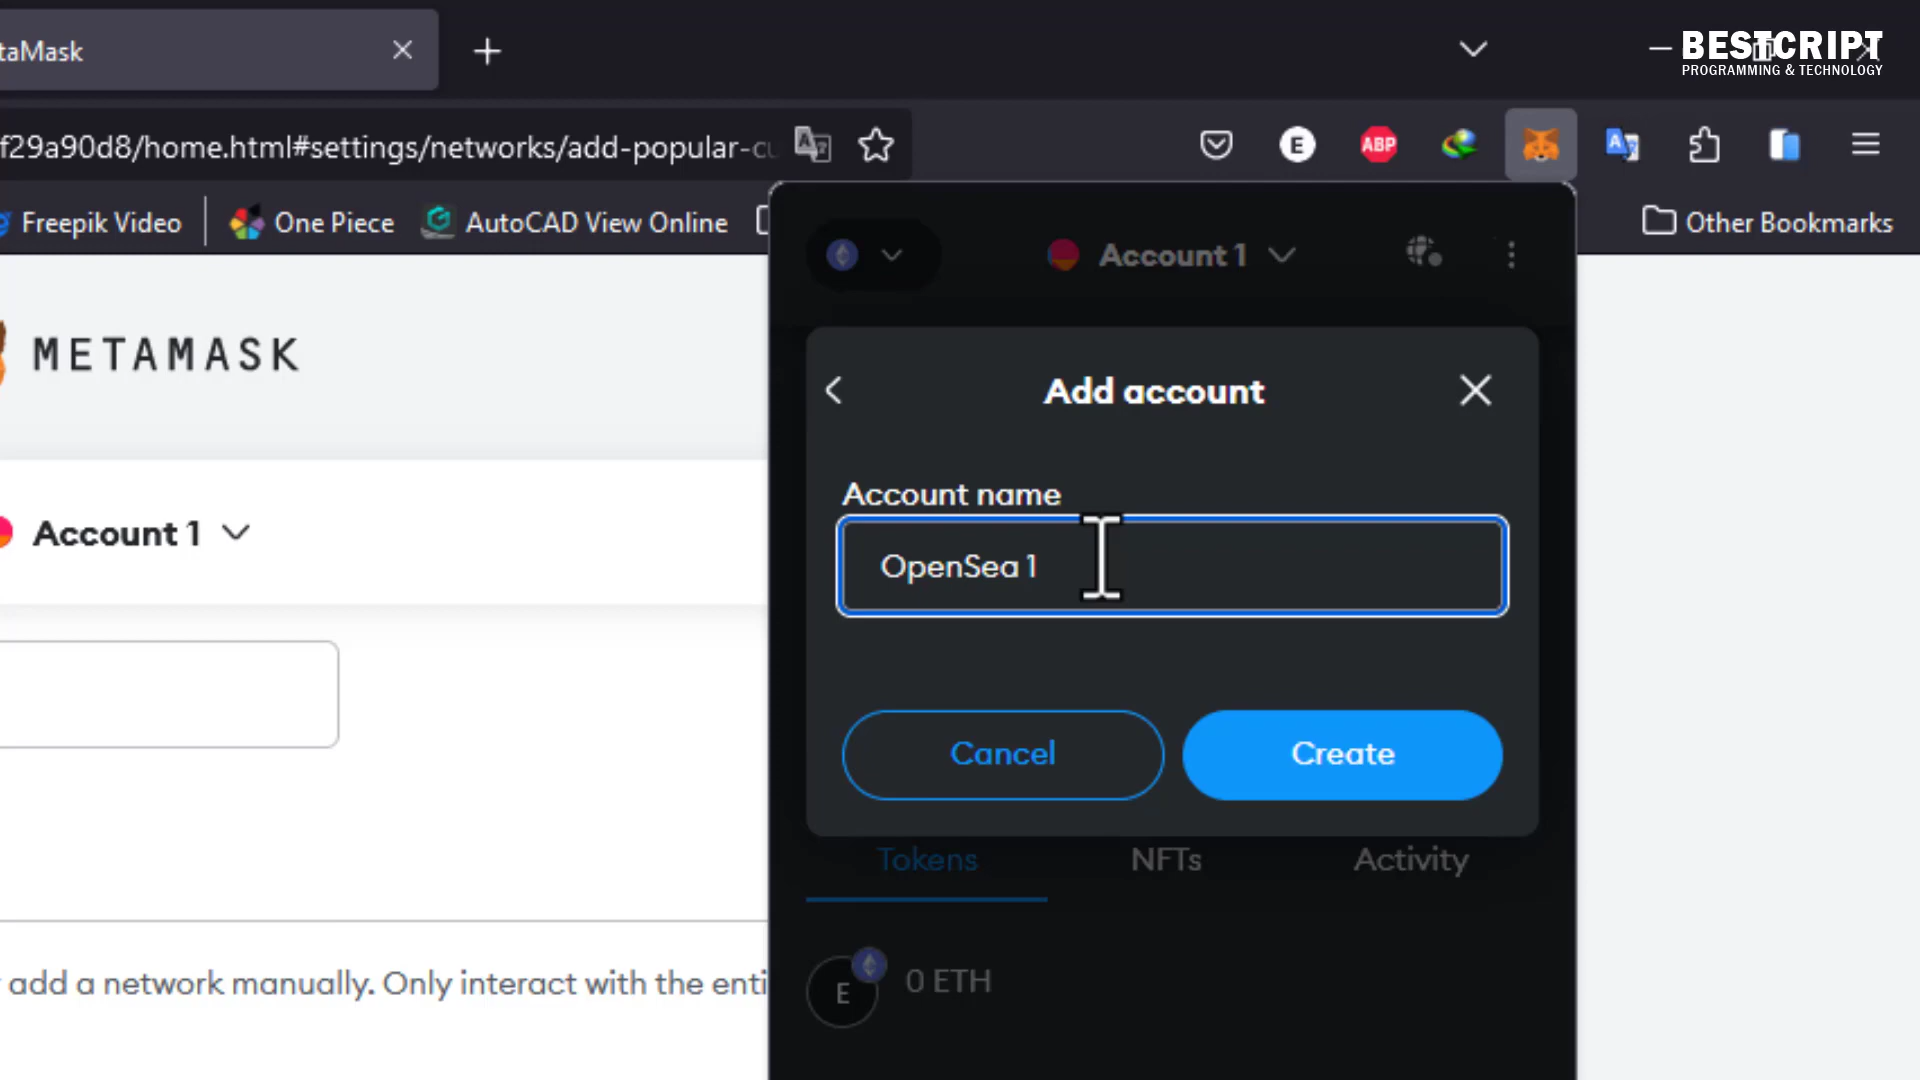 taMask
BESTCRIPT
PROGRAMMING & TECHNOLOGY
f29a90d8/home.html#settings/networks/add-popular-cu
E
ABP
Freepik Video
One Piece
AutoCAD View Online
Other Bookmarks
METAMASK
Account 1
Account 1
Add account
Account name
OpenSea 1
Cancel
Create
Tokens
NFTs
Activity
add a network manually. Only interact with the enti
E
0 ETH